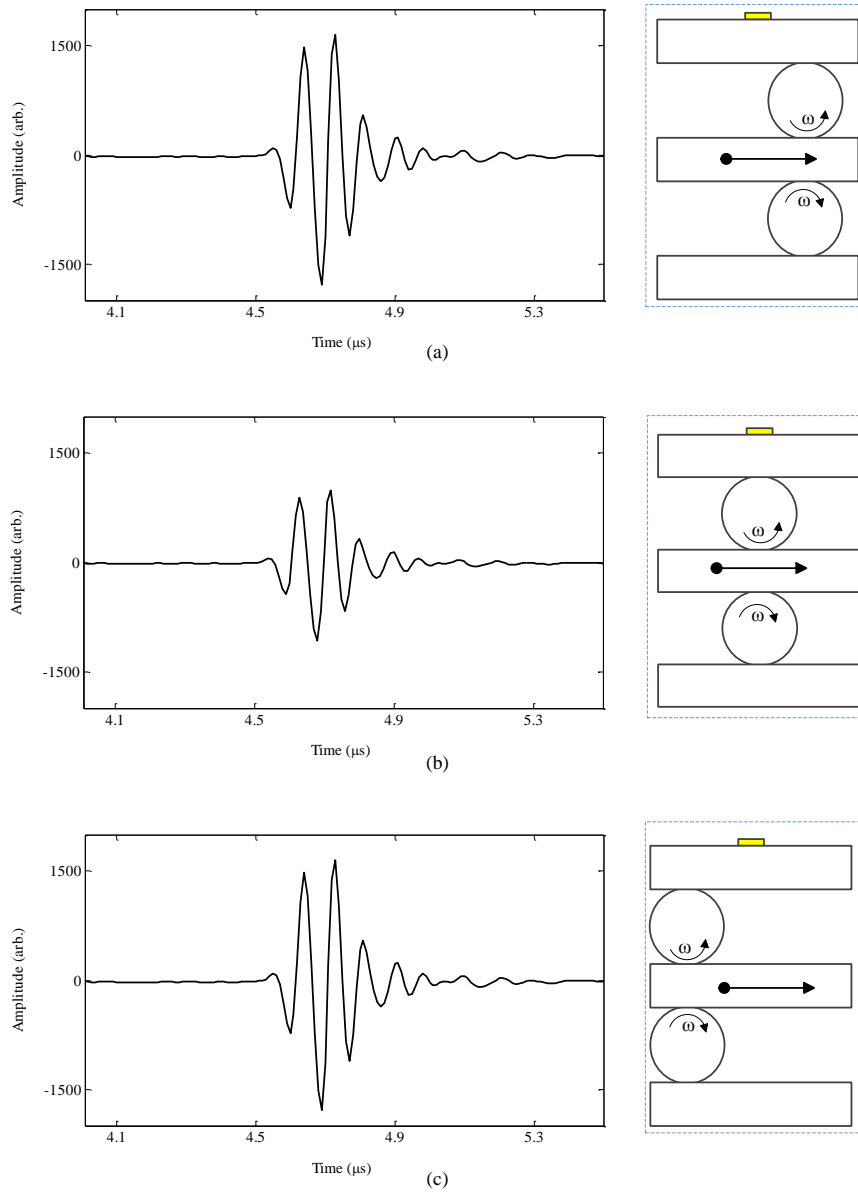 1500
0
-1500
Amplitude (arb.)
4.1 4.5 4.9 5.3
Time (μs)
ω
ω
(a)
1500
0
-1500
Amplitude (arb.)
4.1 4.5 4.9 5.3
Time (μs)
ω
ω
(b)
1500
0
-1500
Amplitude (arb.)
4.1 4.5 4.9 5.3
Time (μs)
ω
ω
(c)